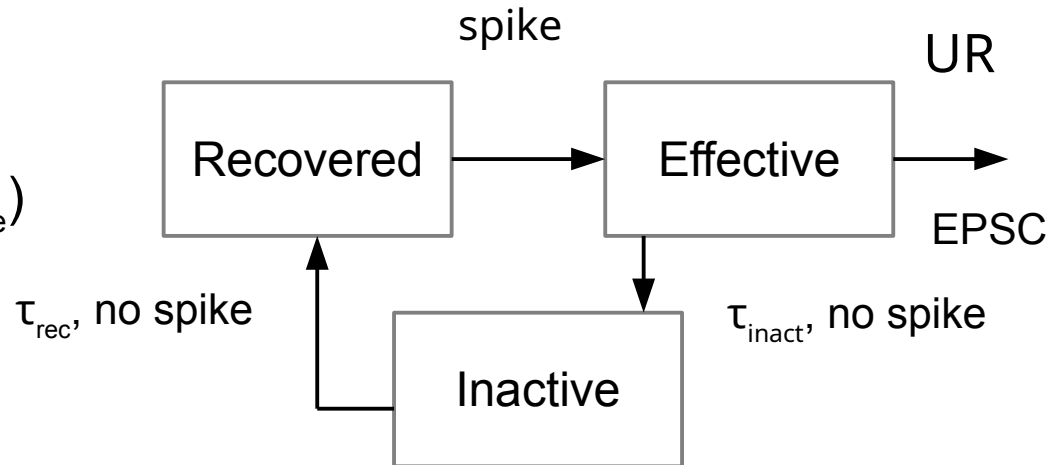 spike
UR
Recovered
Effective
e)
EPSC
τrec, no spike
τinact, no spike
Inactive